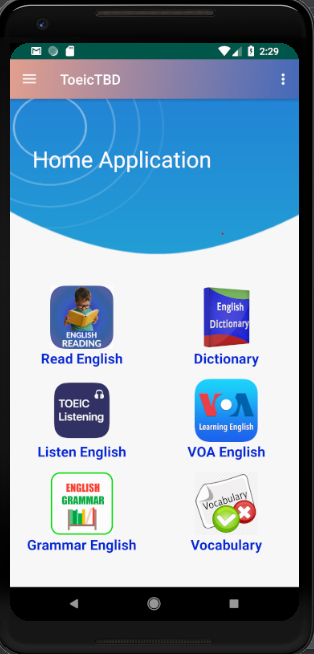 2:29
ToeicTBD
Home Application
ENGLISH
READING
Read English
English
Dictionary
Dictionary
TOEIC
Listening
Listen English
VOA
Learning English
VOA English
ENGLISH
GRAMMAR
Grammar English
Vocabulary
Vocabulary